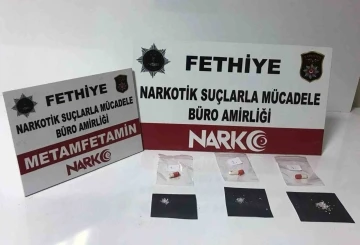 FETHİYE
NARKOTİK SUÇLARLA MÜCADELE
BÜRO AMİRLİĞİ
METAMFETAMİN
NARKO
FETHİYE
NARKOTİK SUÇLARLA MÜCADELE
BÜRO AMİRLİĞİ
NARKO